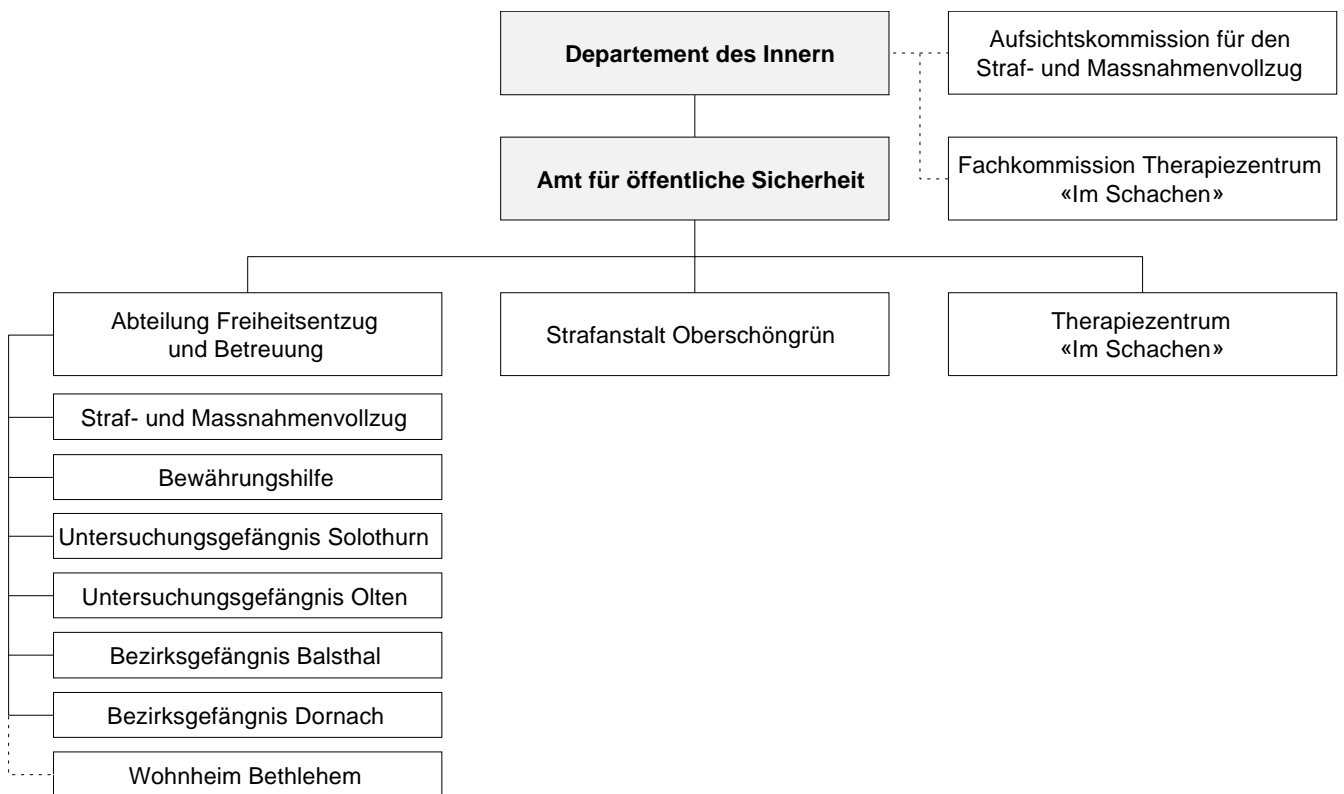 Departement des Innern
Aufsichtskommission für den
Straf- und Massnahmenvollzug
Amt für öffentliche Sicherheit
Fachkommission Therapiezentrum
«Im Schachen»
Abteilung Freiheitsentzug
und Betreuung
Strafanstalt Oberschöngrün
Therapiezentrum
«Im Schachen»
Straf- und Massnahmenvollzug
Bewährungshilfe
Untersuchungsgefängnis Solothurn
Untersuchungsgefängnis Olten
Bezirksgefängnis Balsthal
Bezirksgefängnis Dornach
Wohnheim Bethlehem